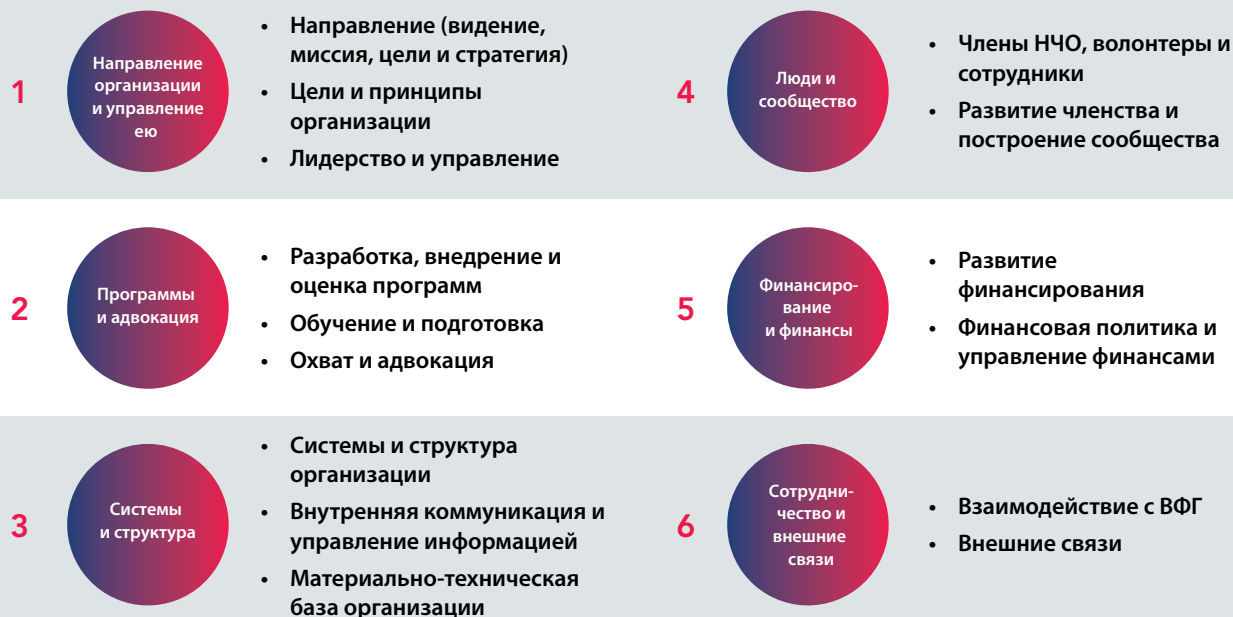 1
Направление
организации
и управление
ею
• Направление (видение,
миссия, цели и стратегия)
• Цели и принципы
организации
• Лидерство и управление
2
Программы
и адвокация
• Разработка, внедрение и
оценка программ
• Обучение и подготовка
• Охват и адвокация
3
Системы
и структура
• Системы и структура
организации
• Внутренняя коммуникация и
управление информацией
• Материально-техническая
база организации
4
Люди и
сообщество
• Члены НЧО, волонтеры и
сотрудники
• Развитие членства и
построение сообщества
5
Финансиро-
вание
и финансы
• Развитие
финансирования
• Финансовая политика и
управление финансами
6
Сотрудни-
чество и
внешние
связи
• Взаимодействие с ВФГ
• Внешние связи